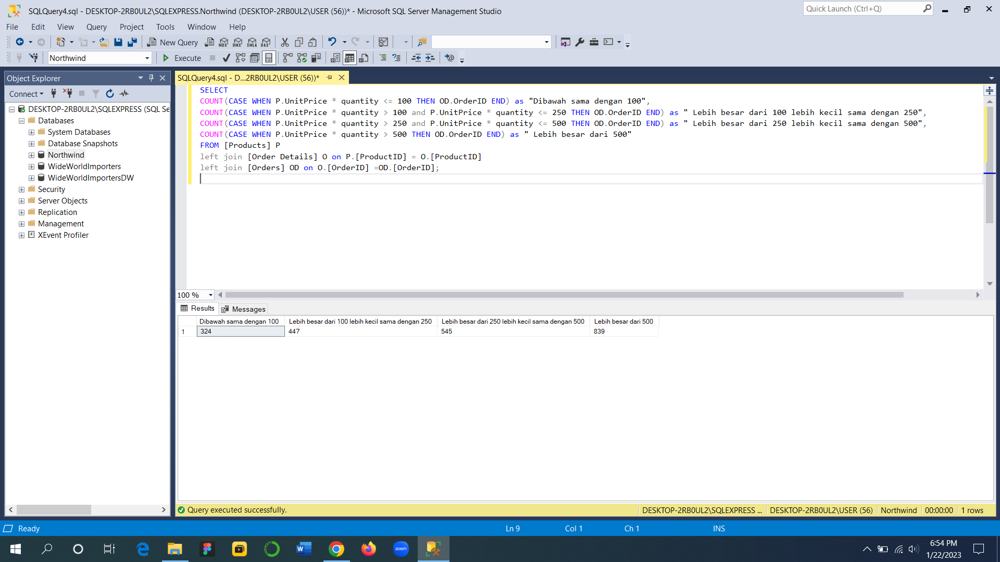 SQLQuery4.sql - DESKTOP-2RB0UL2\SQLEXPRESS.Northwind (DESKTOP-2RB0UL2\USER (56))* - Microsoft SQL Server Management Studio
Quick Launch (Ctrl+Q)
File Edit View Query Project Tools Window Help
New Query MDX DMX XMLA DAX
Northwind Execute
Object Explorer
SQLQuery4.sql - D...2RB0UL2\USER (56))*
Connect
DESKTOP-2RB0UL2\SQLEXPRESS (SQL Se
Databases
System Databases
Database Snapshots
Northwind
WideWorldImporters
WideWorldImportersDW
Security
Server Objects
Replication
Management
XEvent Profiler
SELECT
COUNT(CASE WHEN P.UnitPrice * quantity <= 100 THEN OD.OrderID END) as "Dibawah sama dengan 100",
COUNT(CASE WHEN P.UnitPrice * quantity > 100 and P.UnitPrice * quantity <= 250 THEN OD.OrderID END) as " Lebih besar dari 100 lebih kecil sama dengan 250",
COUNT(CASE WHEN P.UnitPrice * quantity > 250 and P.UnitPrice * quantity <= 500 THEN OD.OrderID END) as " Lebih besar dari 250 lebih kecil sama dengan 500",
COUNT(CASE WHEN P.UnitPrice * quantity > 500 THEN OD.OrderID END) as " Lebih besar dari 500"
FROM [Products] P
left join [Order Details] O on P.[ProductID] = O.[ProductID]
left join [Orders] OD on O.[OrderID] =OD.[OrderID];
100 %
Results Messages
Dibawah sama dengan 100 Lebih besar dari 100 lebih kecil sama dengan 250 Lebih besar dari 250 lebih kecil sama dengan 500 Lebih besar dari 500
1 324 447 545 839
Query executed successfully. DESKTOP-2RB0UL2\SQLEXPRESS ... DESKTOP-2RB0UL2\USER (56) Northwind 00:00:00 1 rows
Ready Ln 9 Col 1 Ch 1 INS
zoom
6:54 PM
1/22/2023